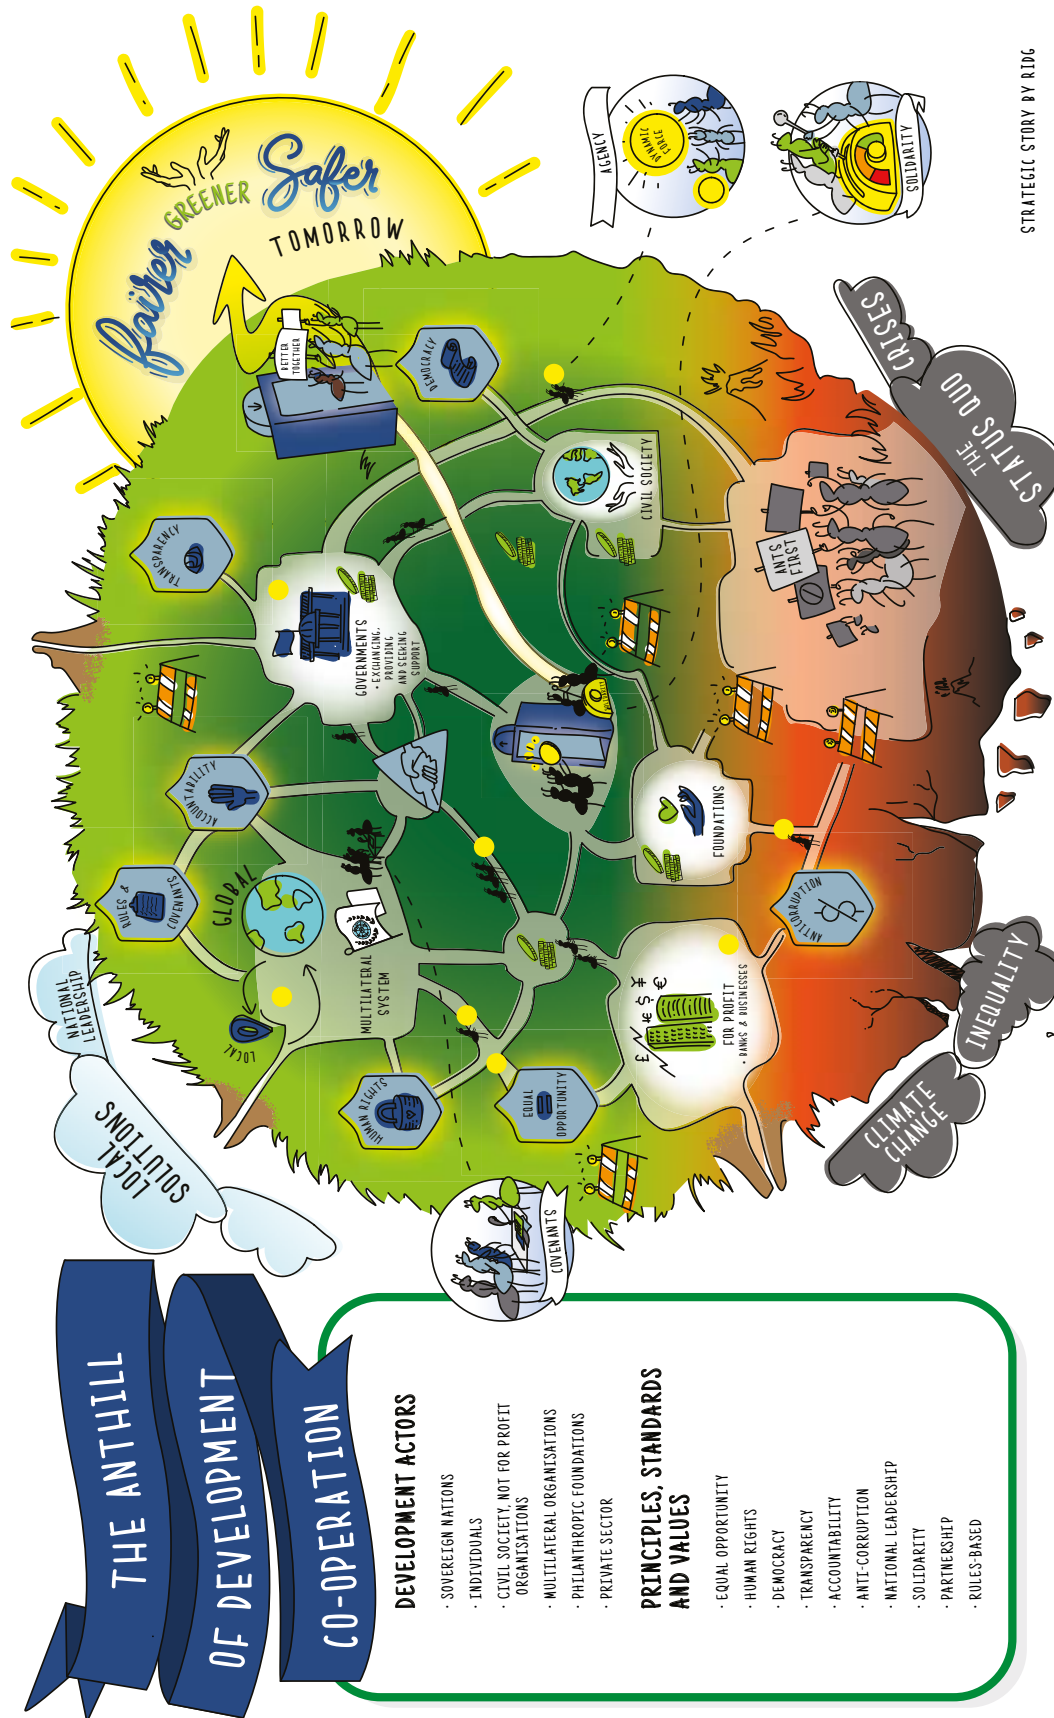 THE ANTHILL
OF DEVELOPMENT
CO-OPERATION
DEVELOPMENT ACTORS
· SOVEREIGN NATIONS
· INDIVIDUALS
· CIVIL SOCIETY, NOT FOR PROFIT
ORGANISATIONS
· MULTILATERAL ORGANISATIONS
· PHILANTHROPIC FOUNDATIONS
· PRIVATE SECTOR
PRINCIPLES, STANDARDS
AND VALUES
· EQUAL OPPORTUNITY
· HUMAN RIGHTS
· DEMOCRACY
· TRANSPARENCY
· ACCOUNTABILITY
· ANTI-CORRUPTION
· NATIONAL LEADERSHIP
· SOLIDARITY
· PARTNERSHIP
· RULES-BASED
LOCAL
SOLUTIONS
NATIONAL
LEADERSHIP
COVENANTS
RULES &
COVENANTS
ACCOUNTABILITY
TRANSPARENCY
GLOBAL
LOCAL
MULTILATERAL
SYSTEM
HUMAN RIGHTS
EQUAL
OPPORTUNITY
GOVERNMENTS
• EXCHANGING,
PROVIDING
AND SEEKING
SUPPORT
DEMOCRACY
BETTER
TOGETHER
CIVIL SOCIETY
FOUNDATIONS
£ ¥€ $ ¥ €
FOR PROFIT
• BANKS & BUSINESSES
ANTICORRUPTION
ANTS
FIRST
fairer
GREENER
Safer
TOMORROW
AGENCY
DYNAMIC
FORCE
SOLIDARITY
CRISES
THE
STATUS QUO
INEQUALITY
CLIMATE
CHANGE
STRATEGIC STORY BY RIDG